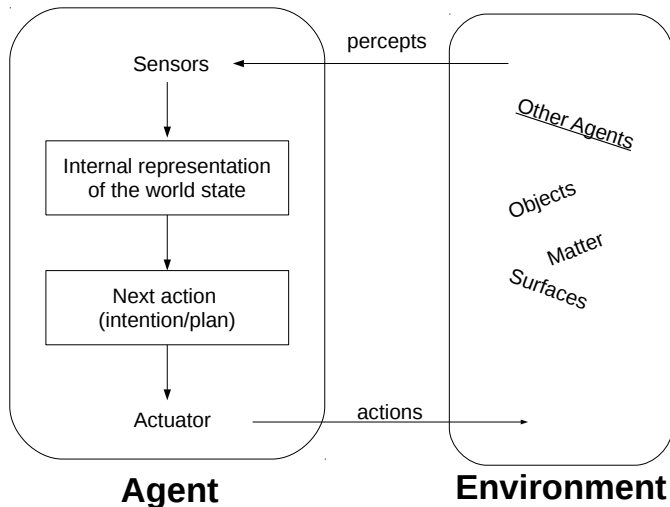 percepts
Sensors
Other Agents
Internal representation
of the world state
Objects
Matter
Surfaces
Next action
(intention/plan)
Actuator
actions
Agent
Environment